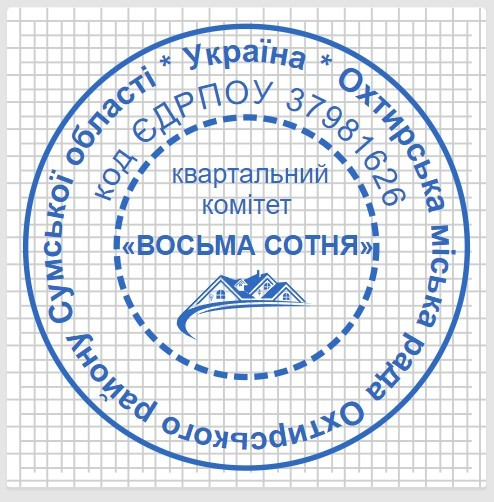 * Україна * Охтирська міська рада Охтирського району Сумської області
код ЄДРПОУ 37981626
квартальний
комітет
«ВОСЬМА СОТНЯ»